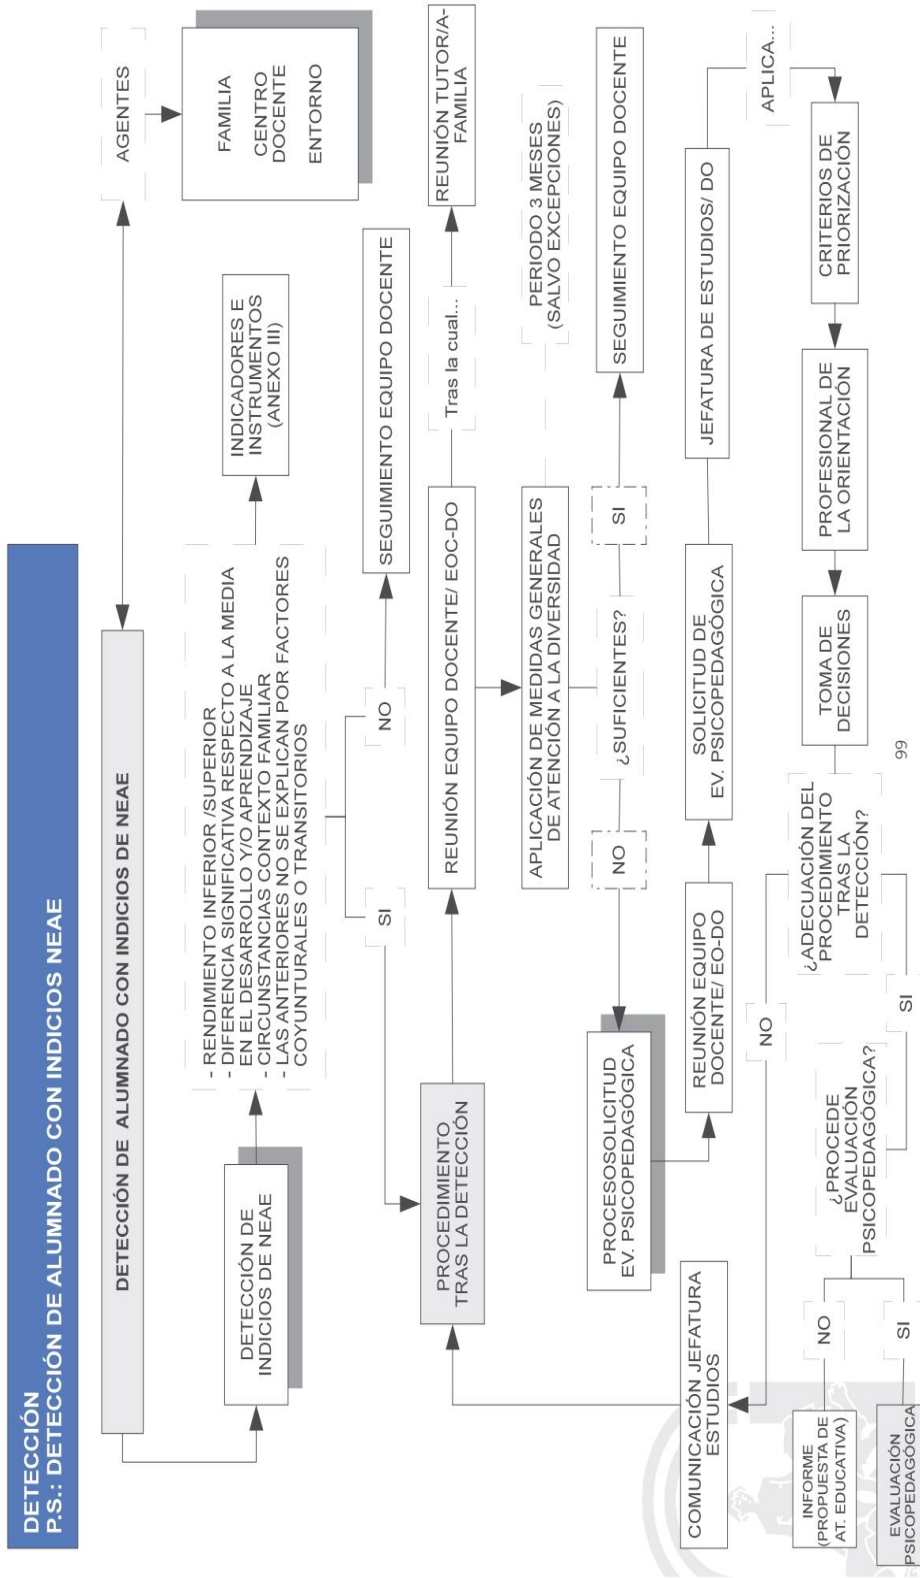 DETECCIÓN
P.S.: DETECCIÓN DE ALUMNADO CON INDICIOS NEAE
DETECCIÓN DE ALUMNADO CON INDICIOS DE NEAE
AGENTES
FAMILIA
CENTRO
DOCENTE
ENTORNO
DETECCIÓN DE
INDICIOS DE NEAE
- RENDIMIENTO INFERIOR /SUPERIOR
- DIFERENCIA SIGNIFICATIVA RESPECTO A LA MEDIA
EN EL DESARROLLO Y/O APRENDIZAJE
- CIRCUNSTANCIAS CONTEXTO FAMILIAR
- LAS ANTERIORES NO SE EXPLICAN POR FACTORES
COYUNTURALES O TRANSITORIOS
INDICADORES E
INSTRUMENTOS
(ANEXO III)
SI
NO
SEGUIMIENTO EQUIPO DOCENTE
PROCEDIMIENTO
TRAS LA DETECCIÓN
REUNIÓN EQUIPO DOCENTE/ EOC-DO
Tras la cual...
REUNIÓN TUTOR/A-
FAMILIA
APLICACIÓN DE MEDIDAS GENERALES
DE ATENCIÓN A LA DIVERSIDAD
PERIODO 3 MESES
(SALVO EXCEPCIONES)
NO
¿SUFICIENTES?
SI
SEGUIMIENTO EQUIPO DOCENTE
PROCESOSOLICITUD
EV. PSICOPEDAGÓGICA
REUNIÓN EQUIPO
DOCENTE/ EO-DO
SOLICITUD DE
EV. PSICOPEDAGÓGICA
JEFATURA DE ESTUDIOS/ DO
APLICA...
COMUNICACIÓN JEFATURA
ESTUDIOS
NO
¿ADECUACIÓN DEL
PROCEDIMIENTO
TRAS LA
DETECCIÓN?
TOMA DE
DECISIONES
PROFESIONAL DE
LA ORIENTACIÓN
CRITERIOS DE
PRIORIZACIÓN
SI
¿PROCEDE
EVALUACIÓN
PSICOPEDAGÓGICA?
NO
INFORME
(PROPUESTA DE
AT. EDUCATIVA)
SI
EVALUACIÓN
PSICOPEDAGÓGICA
99